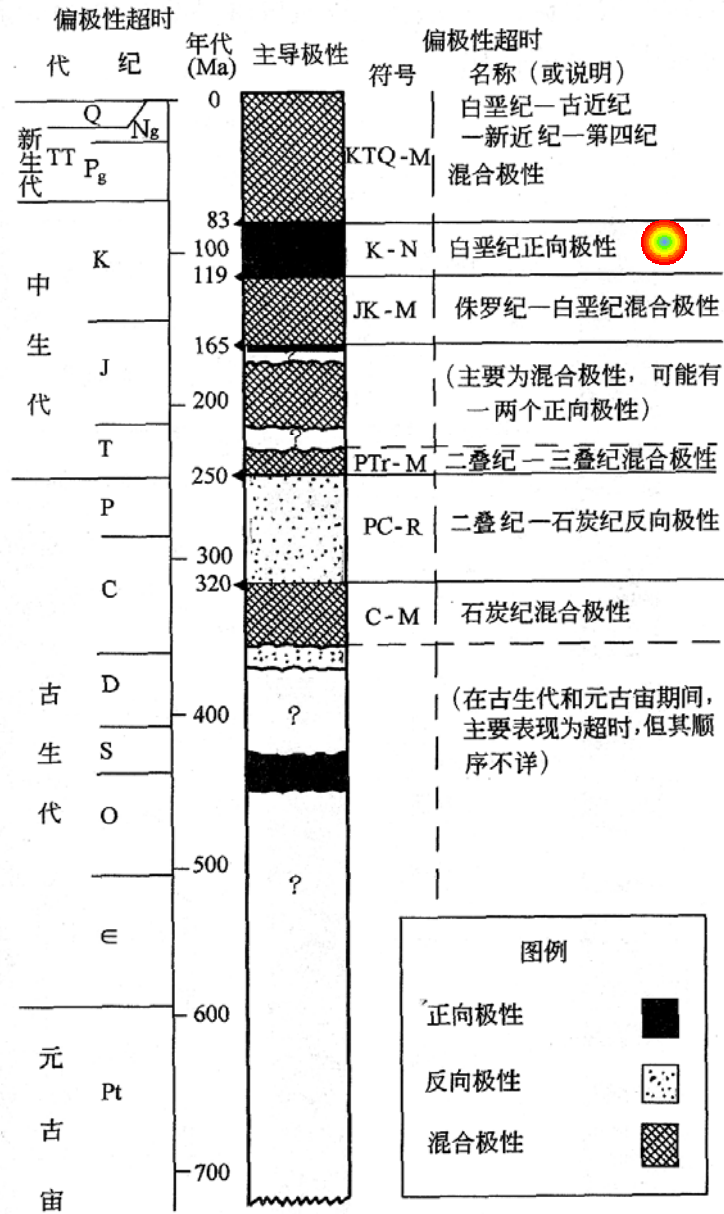 偏极性超时
代 纪
年代
(Ma)
主导极性
偏极性超时
符号
名称（或说明）
新生代
TT
Q
Ng
Pg
0
KTQ-M
白垩纪—古近纪
—新近纪—第四纪
混合极性
中生代
K
83
100
119
K-N
白垩纪正向极性
JK-M
侏罗纪—白垩纪混合极性
J
165
?
200
(主要为混合极性，可能有
一两个正向极性)
T
?
250
PTr-M
二叠纪—三叠纪混合极性
古生代
P
300
PC-R
二叠纪—石炭纪反向极性
C
320
C-M
石炭纪混合极性
D
400
?
(在古生代和元古宙期间，
主要表现为超时,但其顺
序不详)
S
O
500
?
∈
600
元古宙
Pt
700
图例
正向极性
反向极性
混合极性